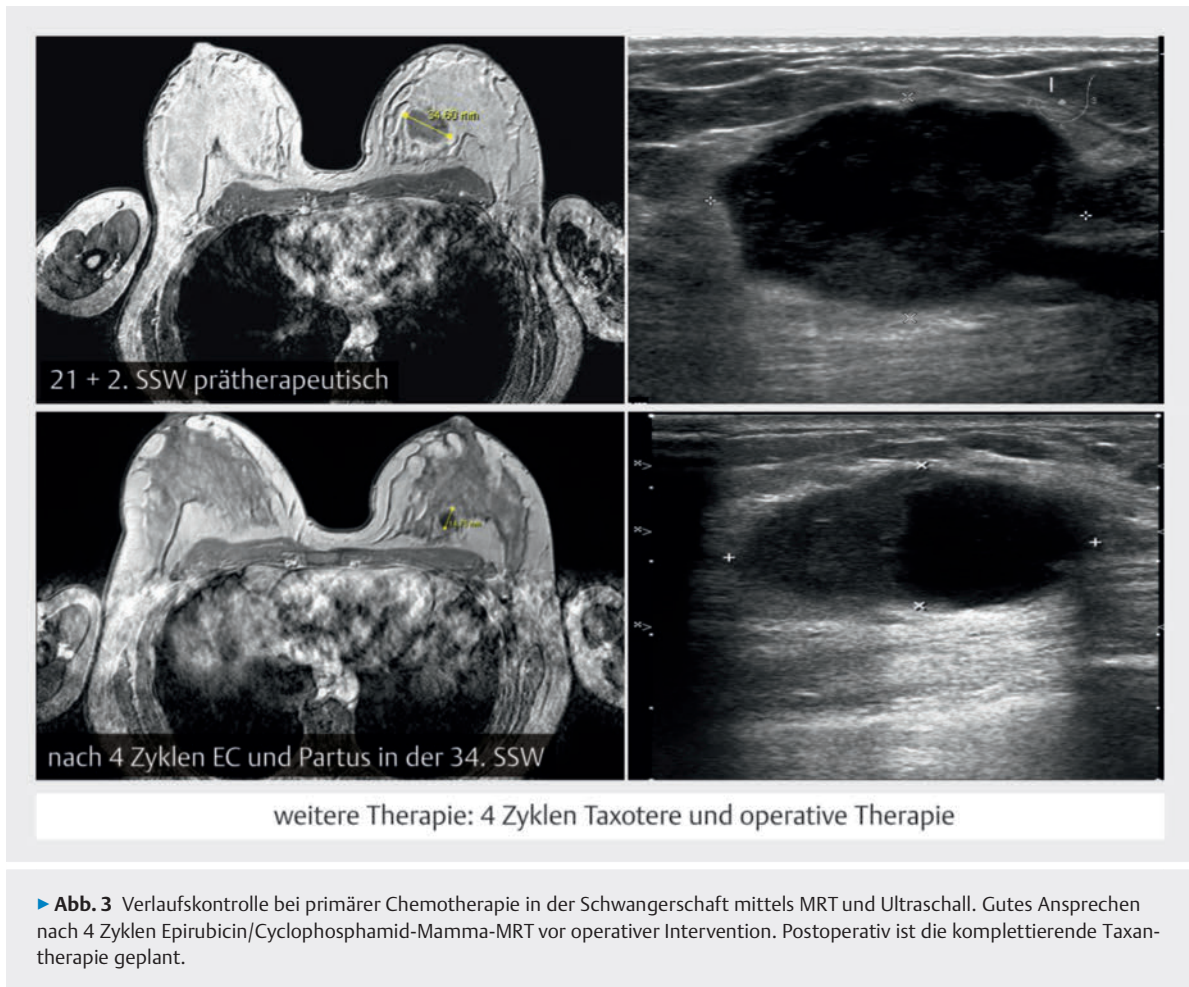 34.60 mm
21 + 2. SSW prätherapeutisch
nach 4 Zyklen EC und Partus in der 34. SSW
weitere Therapie: 4 Zyklen Taxotere und operative Therapie
▶ Abb. 3 Verlaufskontrolle bei primärer Chemotherapie in der Schwangerschaft mittels MRT und Ultraschall. Gutes Ansprechen
nach 4 Zyklen Epirubicin/Cyclophosphamid-Mamma-MRT vor operativer Intervention. Postoperativ ist die komplettierende Taxan-
therapie geplant.